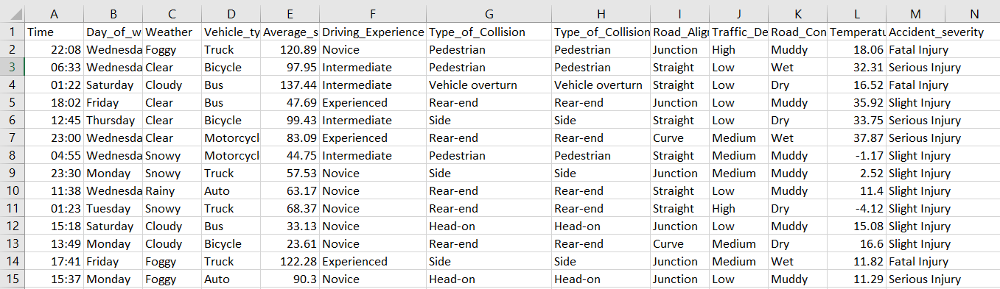 A B C D E F G H I J K L M N
1 Time Day_of_w Weather Vehicle_ty Average_s Driving_Experience Type_of_Collision Type_of_Collision Road_Alig Traffic_De Road_Con Temperatu Accident_severity
2 22:08 Wednesda Foggy Truck 120.89 Novice Pedestrian Pedestrian Junction High Muddy 18.06 Fatal Injury
3 06:33 Wednesda Clear Bicycle 97.95 Intermediate Pedestrian Pedestrian Straight Low Wet 32.31 Serious Injury
4 01:22 Saturday Cloudy Bus 137.44 Intermediate Vehicle overturn Vehicle overturn Straight Low Dry 16.52 Fatal Injury
5 18:02 Friday Clear Bus 47.69 Experienced Rear-end Rear-end Junction Low Muddy 35.92 Slight Injury
6 12:45 Thursday Clear Bicycle 99.43 Intermediate Side Side Straight Low Dry 33.75 Serious Injury
7 23:00 Wednesda Clear Motorcycl 83.09 Experienced Rear-end Rear-end Curve Medium Wet 37.87 Serious Injury
8 04:55 Wednesda Snowy Motorcycl 44.75 Intermediate Pedestrian Pedestrian Straight Medium Muddy -1.17 Slight Injury
9 23:30 Monday Snowy Truck 57.53 Novice Side Side Junction Medium Muddy 2.52 Slight Injury
10 11:38 Wednesda Rainy Auto 63.17 Novice Rear-end Rear-end Straight Low Muddy 11.4 Slight Injury
11 01:23 Tuesday Snowy Truck 68.37 Novice Rear-end Rear-end Straight High Dry -4.12 Slight Injury
12 15:18 Saturday Cloudy Bus 33.13 Novice Head-on Head-on Junction Low Muddy 15.08 Slight Injury
13 13:49 Monday Cloudy Bicycle 23.61 Novice Rear-end Rear-end Curve Medium Dry 16.6 Slight Injury
14 17:41 Friday Foggy Truck 122.28 Experienced Side Side Junction Medium Wet 11.82 Fatal Injury
15 15:37 Monday Foggy Auto 90.3 Novice Head-on Head-on Junction Low Muddy 11.29 Serious Injury